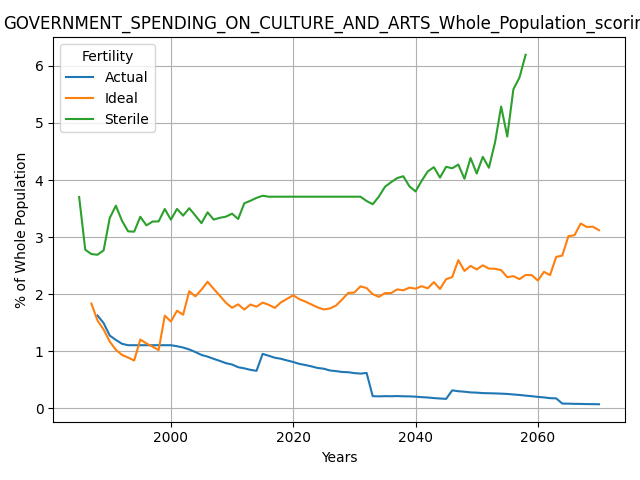 GOVERNMENT_SPENDING_ON_CULTURE_AND_ARTS_Whole_Population_scorin
Fertility
Actual
Ideal
Sterile
% of Whole Population
6
5
4
3
2
1
0
2000 2020 2040 2060
Years